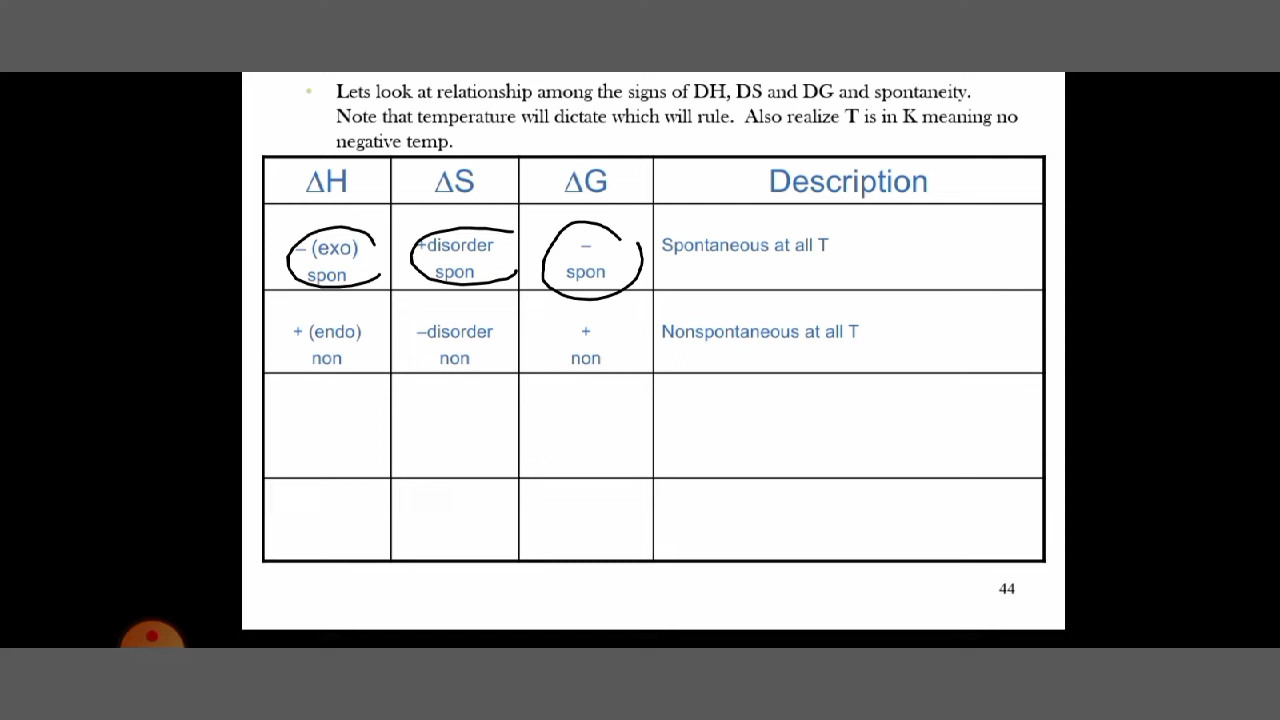 Lets look at relationship among the signs of DH, DS and DG and spontaneity.
Note that temperature will dictate which will rule. Also realize T is in K meaning no
negative temp.
ΔH ΔS ΔG Description
– (exo) +disorder – Spontaneous at all T
spon spon spon
+ (endo) –disorder + Nonspontaneous at all T
non non non
44